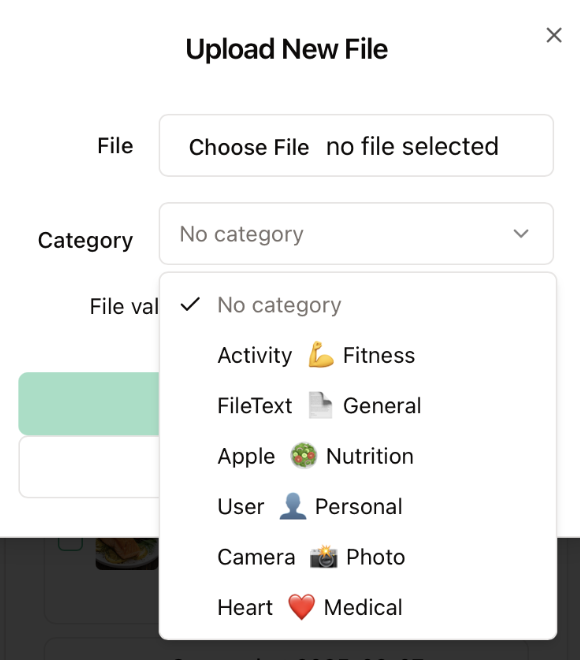 Upload New File
File
Choose File no file selected
Category
No category
File val
No category
Activity 💪 Fitness
FileText 📄 General
Apple 🥗 Nutrition
User 👤 Personal
Camera 📸 Photo
Heart ❤️ Medical